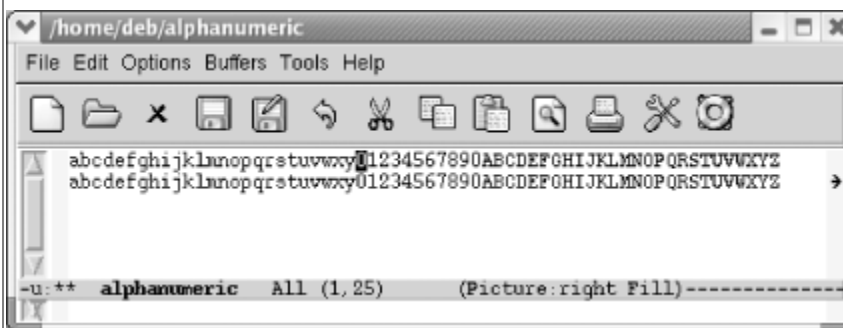 /home/deb/alphanumeric
File Edit Options Buffers Tools Help
abcdefghijklmnopqrstuvwxy01234567890ABCDEFGHIJKLMNOPQRSTUVWXYZ
abcdefghijklmnopqrstuvwxy01234567890ABCDEFGHIJKLMNOPQRSTUVWXYZ
-u:** alphanumeric All (1,25) (Picture:right Fill)---------------